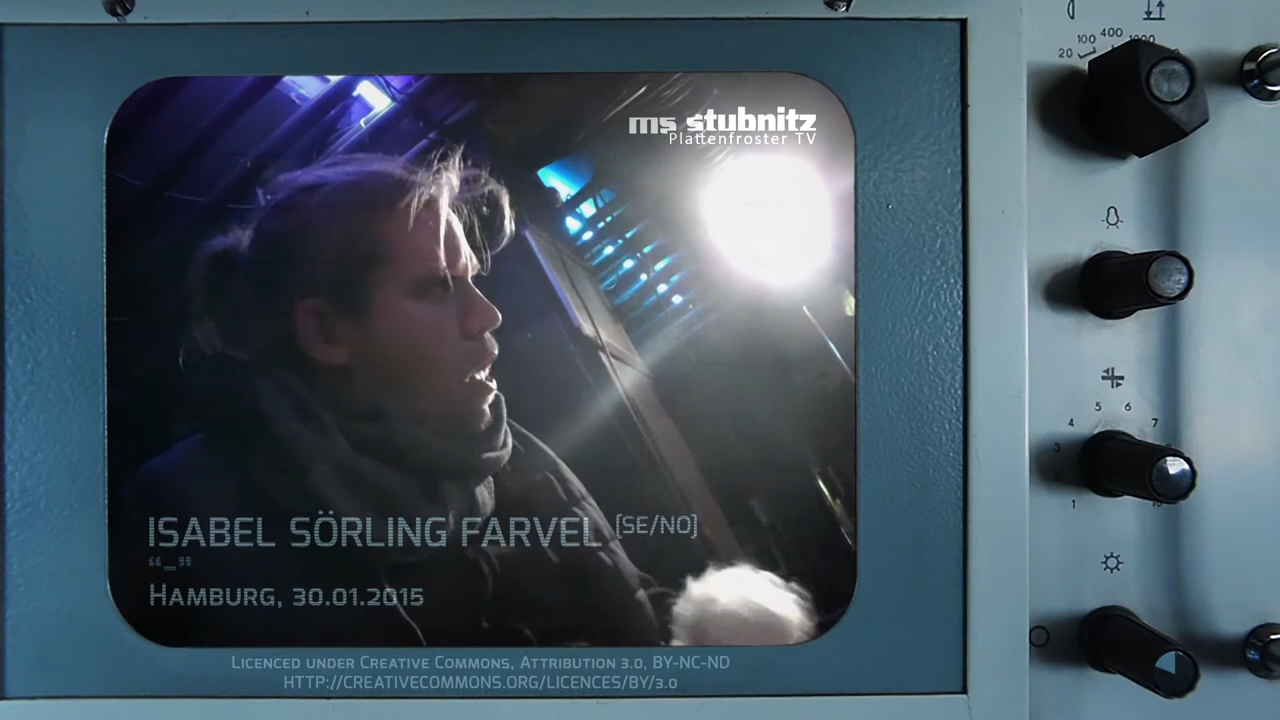 ms stubnitz
Plattenfroster TV
20 100 400 1000
5 6
4 7
3
1 10
ISABEL SÖRLING FARVEL [SE/NO]
“_”
HAMBURG, 30.01.2015
LICENCED UNDER CREATIVE COMMONS, ATTRIBUTION 3.0, BY-NC-ND
HTTP://CREATIVECOMMONS.ORG/LICENCES/BY/3.0